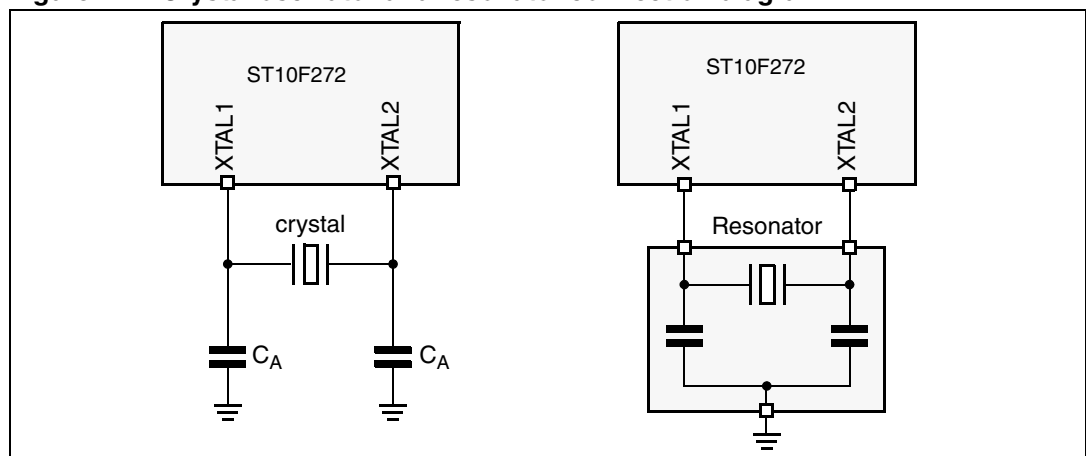 ST10F272
XTAL1
XTAL2
crystal
CA
CA
ST10F272
XTAL1
XTAL2
Resonator